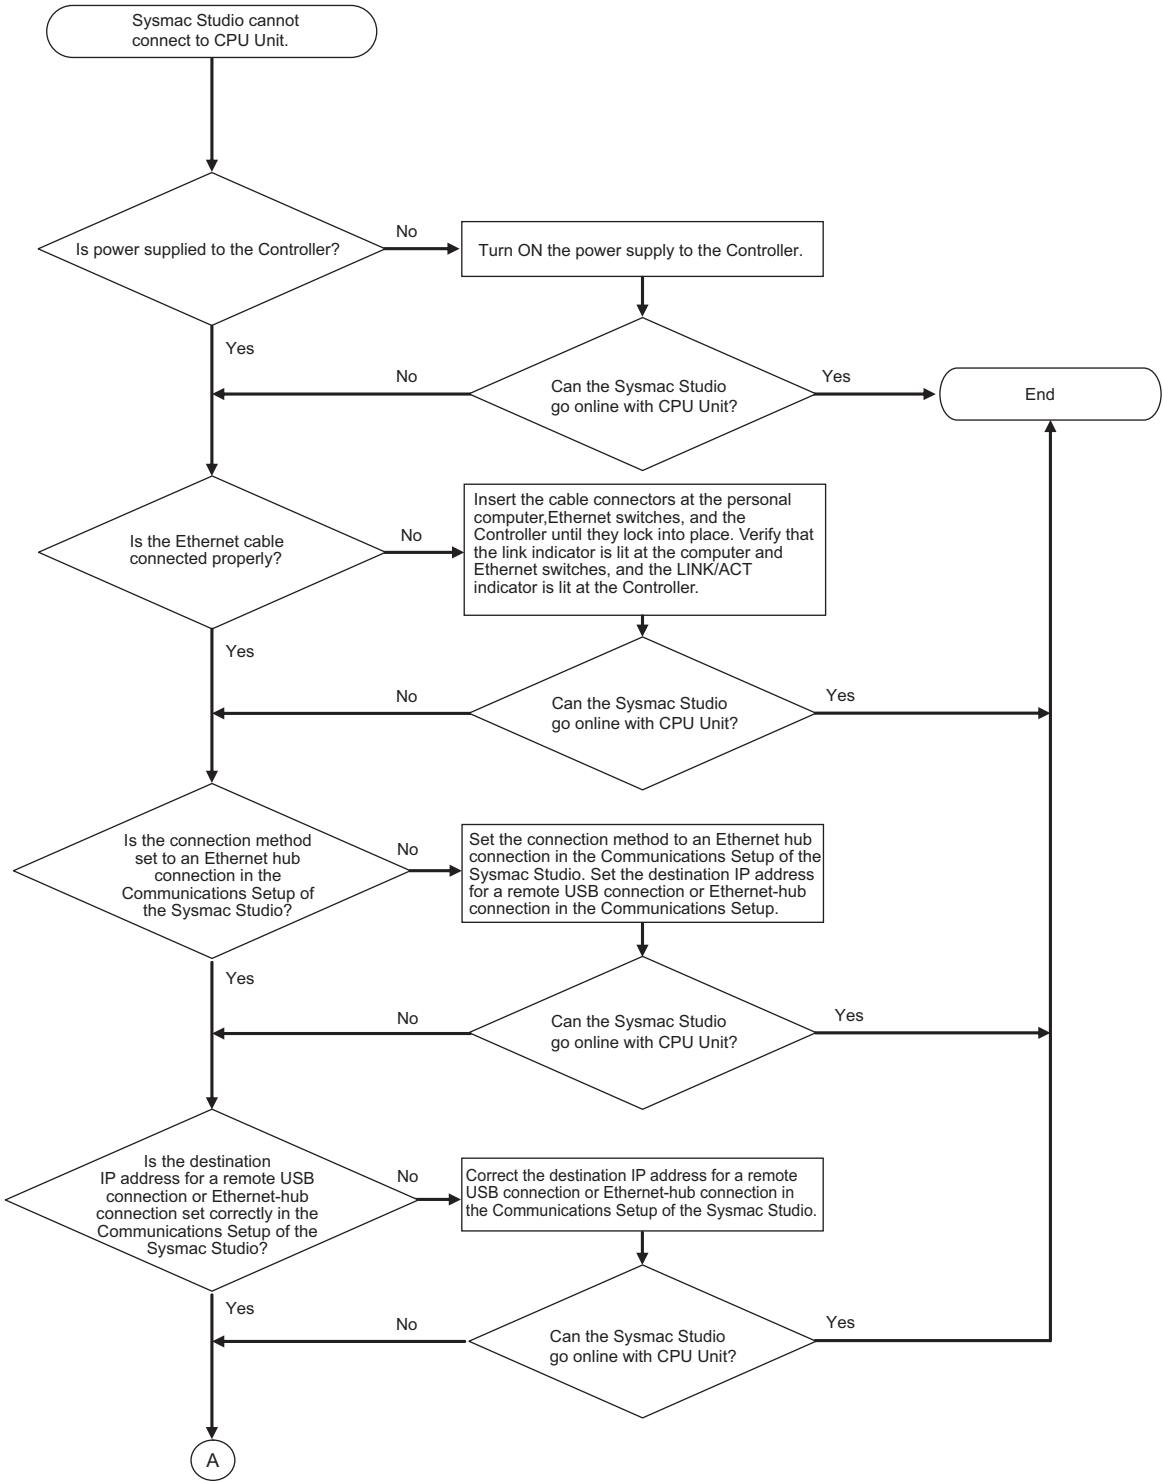 Sysmac Studio cannot
connect to CPU Unit.
Is power supplied to the Controller?
No
Turn ON the power supply to the Controller.
Yes
No
Can the Sysmac Studio
go online with CPU Unit?
Yes
End
Is the Ethernet cable
connected properly?
No
Insert the cable connectors at the personal
computer,Ethernet switches, and the
Controller until they lock into place. Verify that
the link indicator is lit at the computer and
Ethernet switches, and the LINK/ACT
indicator is lit at the Controller.
Yes
No
Can the Sysmac Studio
go online with CPU Unit?
Yes
Is the connection method
set to an Ethernet hub
connection in the
Communications Setup of
the Sysmac Studio?
No
Set the connection method to an Ethernet hub
connection in the Communications Setup of the
Sysmac Studio. Set the destination IP address
for a remote USB connection or Ethernet-hub
connection in the Communications Setup.
Yes
No
Can the Sysmac Studio
go online with CPU Unit?
Yes
Is the destination
IP address for a remote USB
connection or Ethernet-hub
connection set correctly in the
Communications Setup of the
Sysmac Studio?
No
Correct the destination IP address for a remote
USB connection or Ethernet-hub connection in
the Communications Setup of the Sysmac Studio.
Yes
No
Can the Sysmac Studio
go online with CPU Unit?
Yes
A